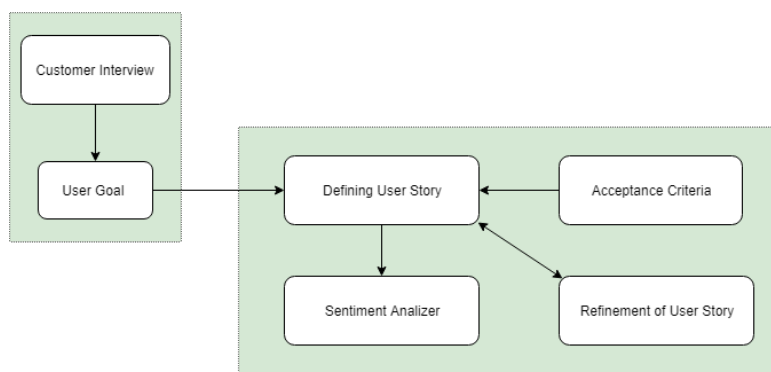 Customer Interview
User Goal
Defining User Story
Acceptance Criteria
Sentiment Analizer
Refinement of User Story